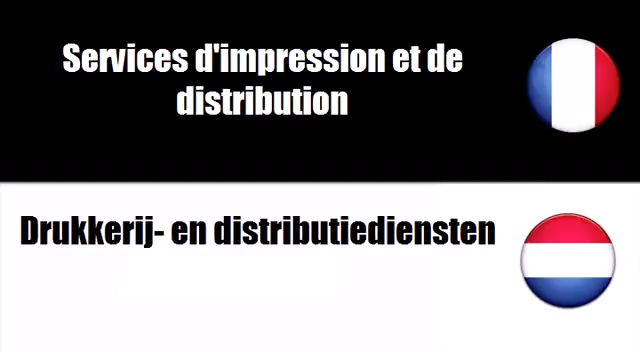 Services d'impression et de
distribution
Drukkerij- en distributiediensten